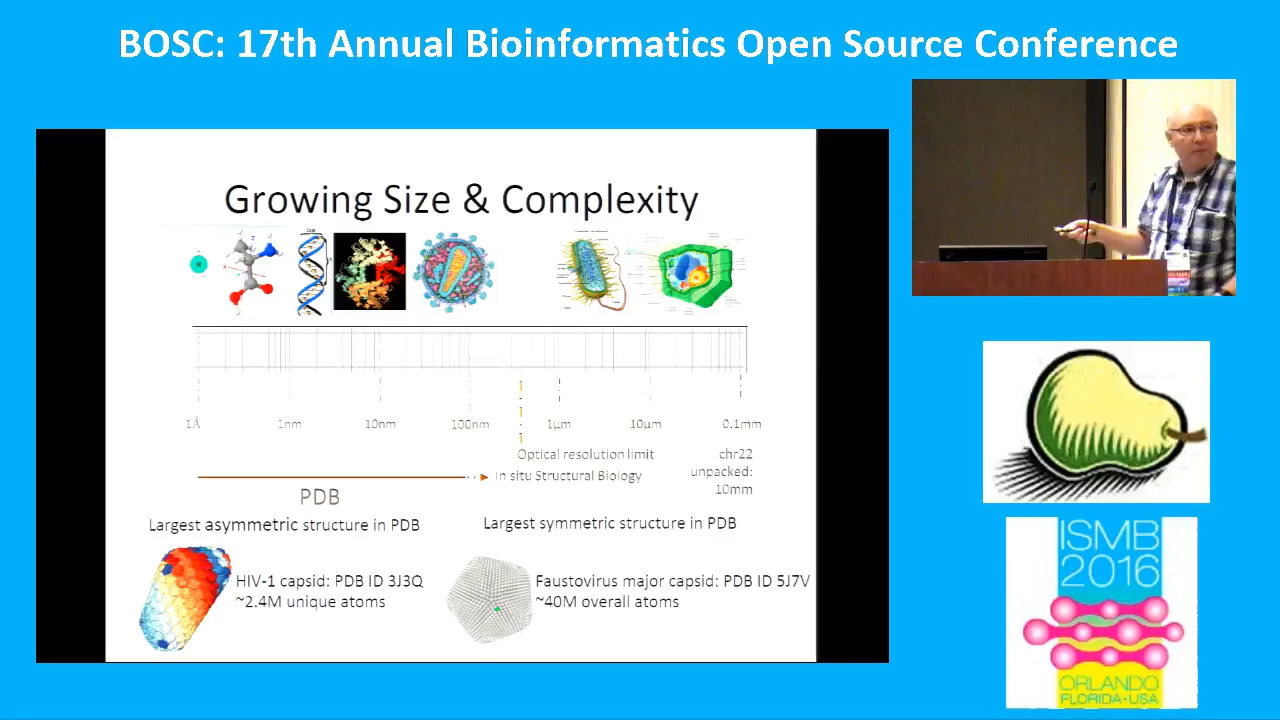 BOSC: 17th Annual Bioinformatics Open Source Conference
Growing Size & Complexity
1Å
1nm
10nm
100nm
1µm
10µm
0.1mm
Optical resolution limit
chr22
unpacked:
10mm
In situ Structural Biology
PDB
Largest asymmetric structure in PDB
Largest symmetric structure in PDB
HIV-1 capsid: PDB ID 3J3Q
~2.4M unique atoms
Faustovirus major capsid: PDB ID 5J7V
~40M overall atoms
ISMB
2016
ORLANDO
FLORIDA·USA